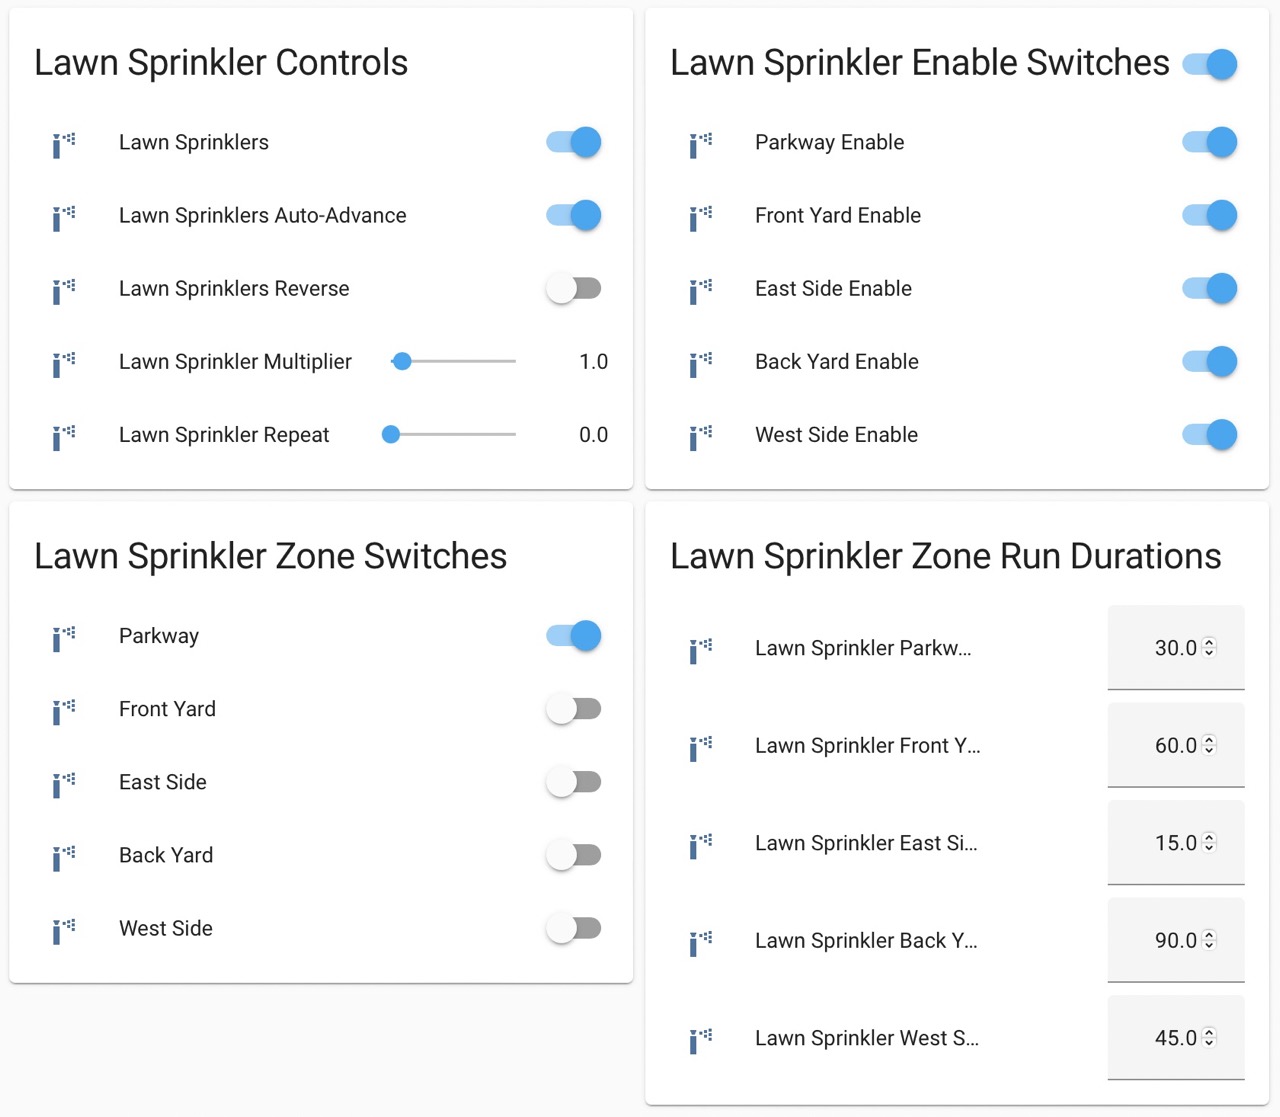 Lawn Sprinkler Controls
Lawn Sprinklers
Lawn Sprinklers Auto-Advance
Lawn Sprinklers Reverse
Lawn Sprinkler Multiplier 1.0
Lawn Sprinkler Repeat 0.0
Lawn Sprinkler Enable Switches
Parkway Enable
Front Yard Enable
East Side Enable
Back Yard Enable
West Side Enable
Lawn Sprinkler Zone Switches
Parkway
Front Yard
East Side
Back Yard
West Side
Lawn Sprinkler Zone Run Durations
Lawn Sprinkler Parkw... 30.0
Lawn Sprinkler Front Y... 60.0
Lawn Sprinkler East Si... 15.0
Lawn Sprinkler Back Y... 90.0
Lawn Sprinkler West S... 45.0